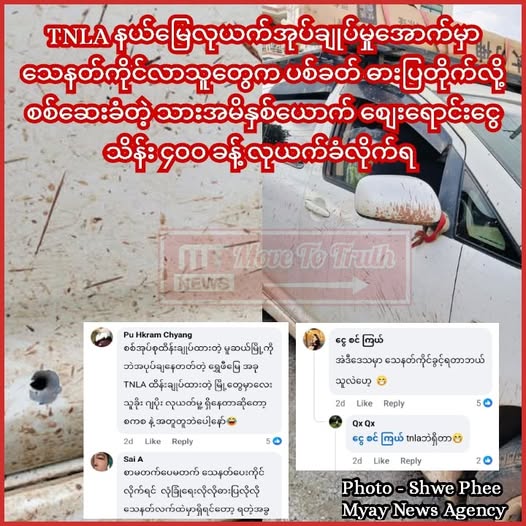 TNLA နယ်မြေလုယက်အုပ်ချုပ်မှုအောက်မှာ
သေနတ်ကိုင်လာသူတွေက ပစ်ခတ် ဓားပြတိုက်လို့
စစ်ဆေးခံတဲ့ သားအမိနှစ်ယောက် ဈေးရောင်းငွေ
သိန်း ၄၀၀ ခန့် လုယက်ခံလိုက်ရ
MT NEWS
Move To Truth
Pu Hkram Chyang
စစ်အုပ်စုထိန်းချုပ်ထားတဲ့ မူဆယ်မြို့ကို
ဘဲအပုပ်ချနေတတ်တဲ့ ရွှေဖီမြေ အခု
TNLA ထိန်းချုပ်ထားတဲ့ မြို့တွေမှာလေး
သူခိုး ဂျပိုး လုယက်မှု့ ရှိနေတာဆိုတော့
စကစ နဲ့ အတူတူဘဲပေါ့နော်😂
2d Like Reply 5
Sai A
စာမတက်ပေမတက် သေနတ်ပေးကိုင်
လိုက်ရင် လုံခြုံရေးလိုလိုဓားပြလိုလို
သေနတ်လက်ထဲမှာရှိရင်တော့ ရတဲ့အခွ
ငွေ စင် ကြယ်
အဲဒီဒေသမှာ သေနတ်ကိုင်ခွင့်ရတာဘယ်
သူလဲဟေ့ 😁
2d Like Reply 5
Qx Qx
ငွေ စင် ကြယ် tnlaဘဲရှိတာ😁
2d Like Reply 2
Photo - Shwe Phee
Myay News Agency